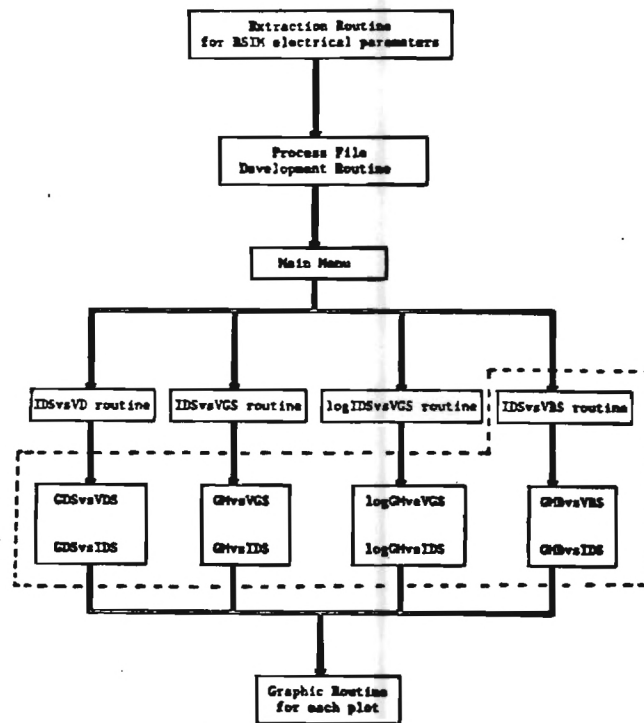 Extraction Routine
for BSIM electrical parameters
Process File
Development Routine
Main Menu
IDSvsVD routine
IDSvsVGS routine
logIDSvsVGS routine
IDSvsVBS routine
GDSvsVDS
GMvsVGS
logGMvsVGS
GMBvsVBS
GDSvsIDS
GMvsIDS
logGMvsIDS
GMBvsIDS
Graphic Routine
for each plot